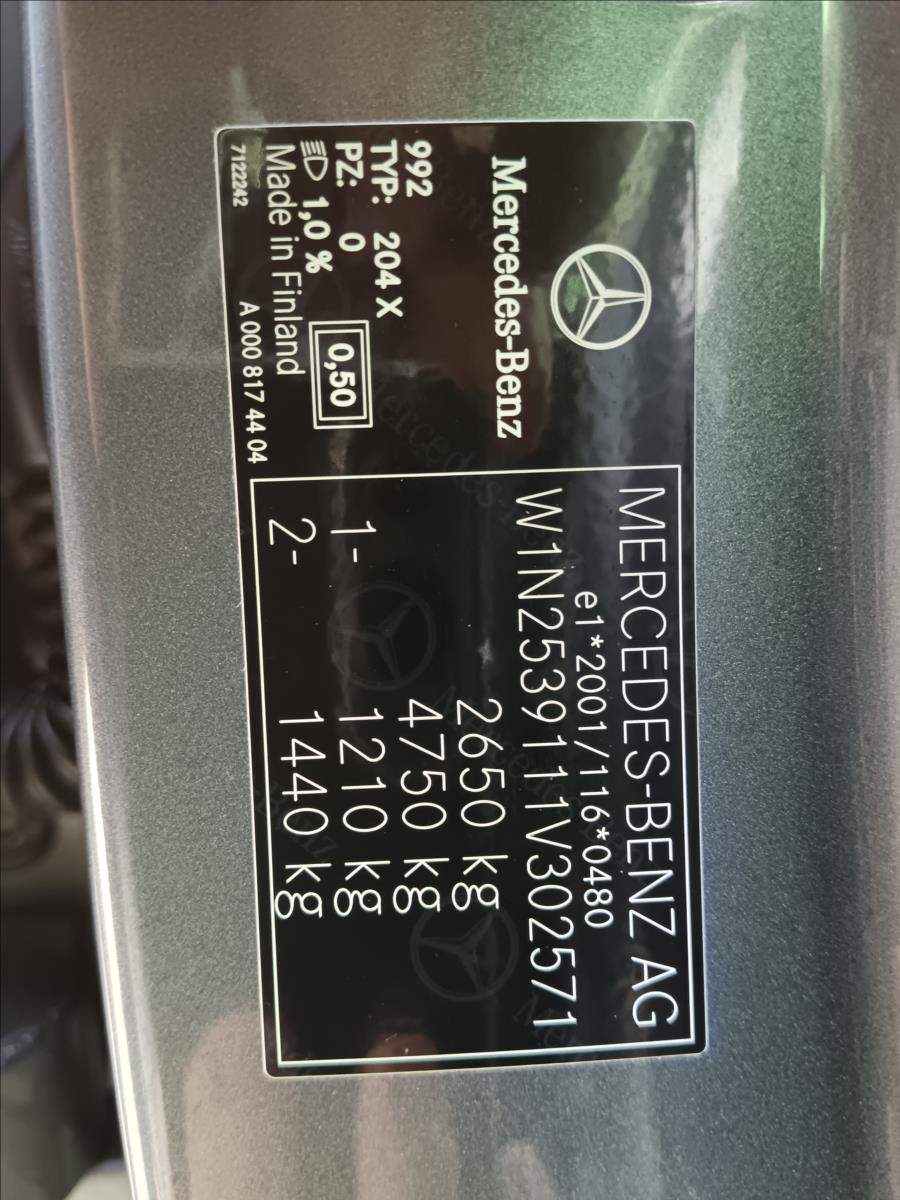 Mercedes-Benz
992
TYP: 204 X
PZ: 0
1,0 %
0,50
Made in Finland
7122242
A 000 817 44 04
MERCEDES-BENZ AG
e1*2001/116*0480
W1N2539111V302571
2650 kg
4750 kg
1- 1210 kg
2- 1440 kg